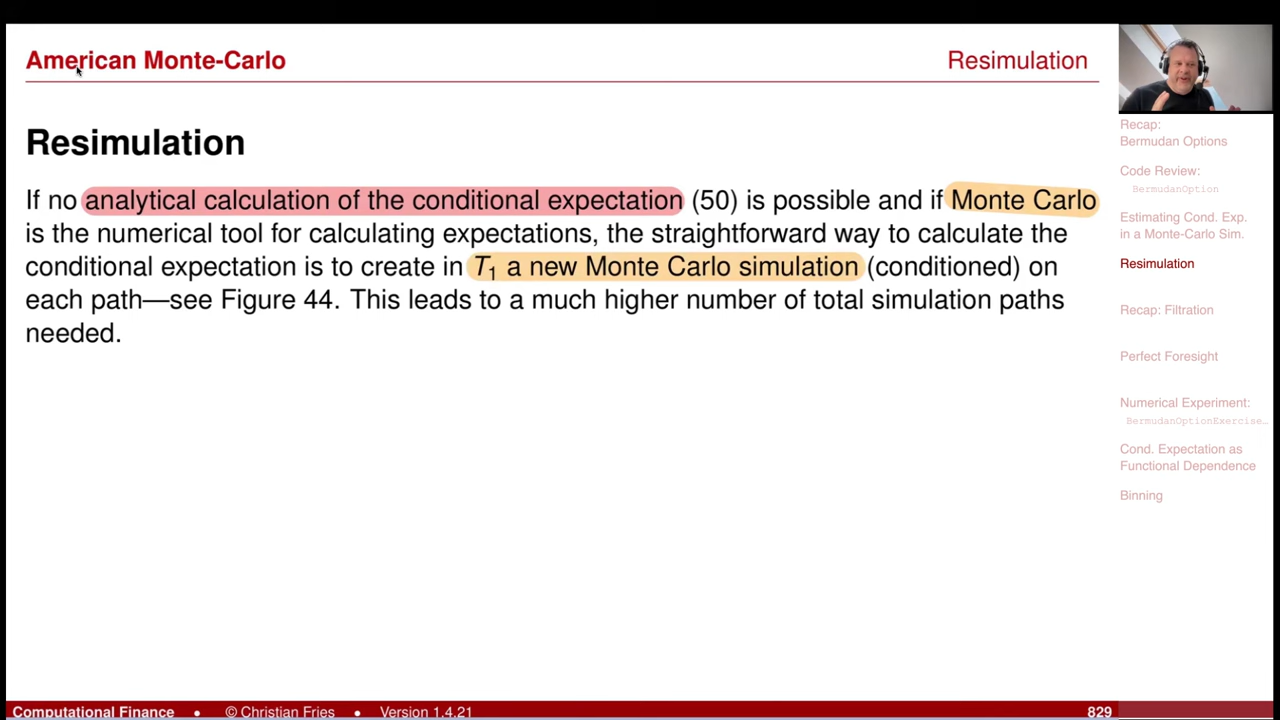 American Monte-Carlo
Resimulation
Resimulation
If no analytical calculation of the conditional expectation (50) is possible and if Monte Carlo
is the numerical tool for calculating expectations, the straightforward way to calculate the
conditional expectation is to create in T₁ a new Monte Carlo simulation (conditioned) on
each path—see Figure 44. This leads to a much higher number of total simulation paths
needed.
Recap:
Bermudan Options
Code Review:
BermudanOption
Estimating Cond. Exp.
in a Monte-Carlo Sim.
Resimulation
Recap: Filtration
Perfect Foresight
Numerical Experiment:
BermudanOptionExercise…
Cond. Expectation as
Functional Dependence
Binning
Computational Finance • © Christian Fries • Version 1.4.21 829